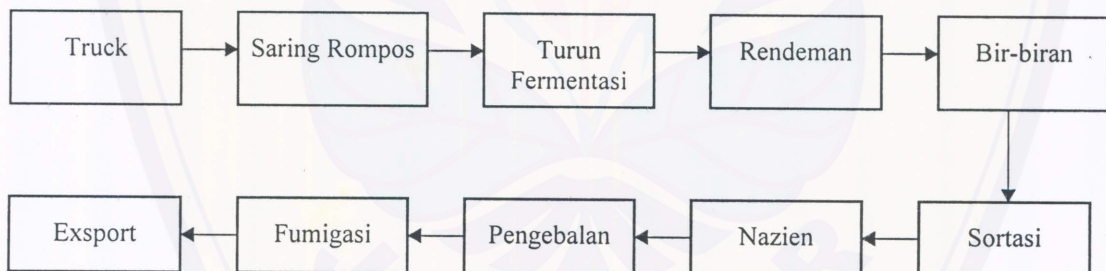 Truck
Saring Rompos
Turun
Fermentasi
Rendeman
Bir-biran
Sortasi
Nazien
Pengebalan
Fumigasi
Exsport